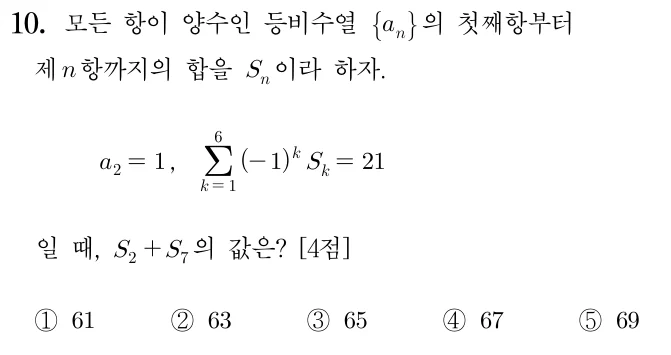 10. 모든 항이 양수인 등비수열 {aₙ}의 첫째항부터
제n항까지의 합을 Sₙ이라 하자.
a₂ = 1, ∑_{k=1}^{6} (−1)ᵏ Sₖ = 21
일 때, S₂ + S₇의 값은? [4점]
① 61 ② 63 ③ 65 ④ 67 ⑤ 69